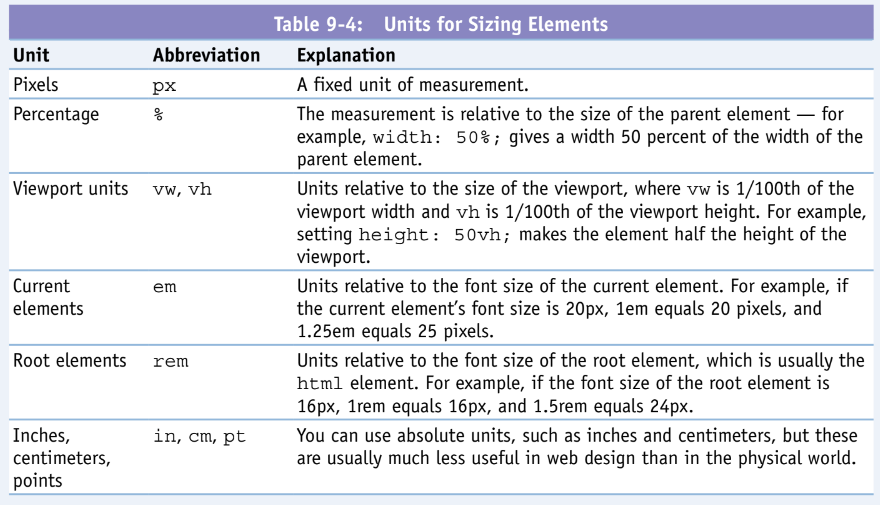 Table 9-4: Units for Sizing Elements
Unit Abbreviation Explanation
Pixels px A fixed unit of measurement.
Percentage % The measurement is relative to the size of the parent element — for
example, width: 50%; gives a width 50 percent of the width of the
parent element.
Viewport units vw, vh Units relative to the size of the viewport, where vw is 1/100th of the
viewport width and vh is 1/100th of the viewport height. For example,
setting height: 50vh; makes the element half the height of the
viewport.
Current em Units relative to the font size of the current element. For example, if
elements the current element's font size is 20px, 1em equals 20 pixels, and
1.25em equals 25 pixels.
Root elements rem Units relative to the font size of the root element, which is usually the
html element. For example, if the font size of the root element is
16px, 1rem equals 16px, and 1.5rem equals 24px.
Inches, in, cm, pt You can use absolute units, such as inches and centimeters, but these
centimeters, are usually much less useful in web design than in the physical world.
points